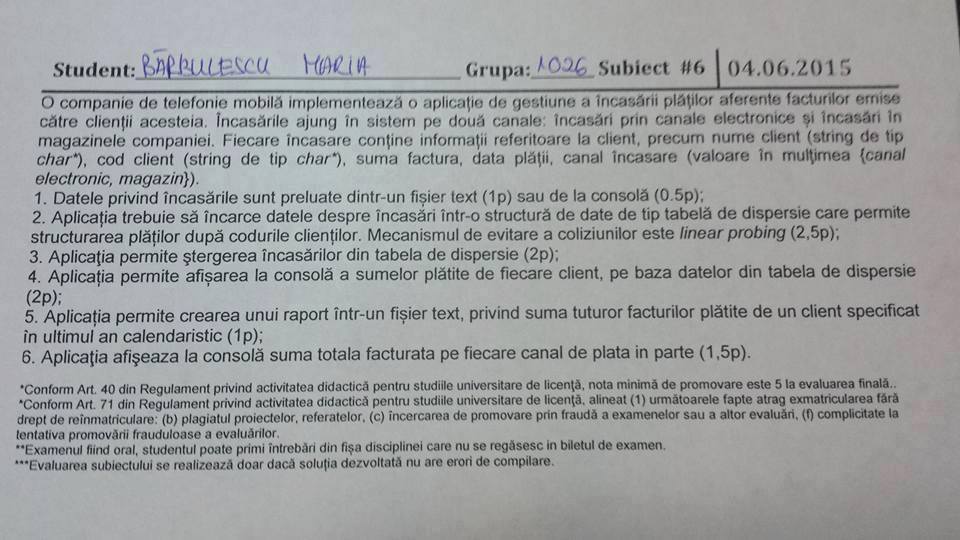 Student: BĂRBULESCU MARIA Grupa: 1026 Subiect #6 | 04.06.2015
O companie de telefonie mobilă implementează o aplicație de gestiune a încasării plăților aferente facturilor emise
către clienții acesteia. Încasările ajung în sistem pe două canale: încasări prin canale electronice și încasări în
magazinele companiei. Fiecare încasare conține informații referitoare la client, precum nume client (string de tip
char*), cod client (string de tip char*), suma factura, data plății, canal încasare (valoare în mulțimea {canal
electronic, magazin}).
1. Datele privind încasările sunt preluate dintr-un fișier text (1p) sau de la consolă (0.5p);
2. Aplicația trebuie să încarce datele despre încasări într-o structură de date de tip tabelă de dispersie care permite
structurarea plăților după codurile clienților. Mecanismul de evitare a coliziunilor este linear probing (2,5p);
3. Aplicaţia permite ştergerea încasărilor din tabela de dispersie (2p);
4. Aplicația permite afișarea la consolă a sumelor plătite de fiecare client, pe baza datelor din tabela de dispersie
(2p);
5. Aplicația permite crearea unui raport într-un fișier text, privind suma tuturor facturilor plătite de un client specificat
în ultimul an calendaristic (1p);
6. Aplicaţia afişeaza la consolă suma totala facturata pe fiecare canal de plata in parte (1,5p).
*Conform Art. 40 din Regulament privind activitatea didactică pentru studiile universitare de licenţă, nota minimă de promovare este 5 la evaluarea finală..
*Conform Art. 71 din Regulament privind activitatea didactică pentru studiile universitare de licenţă, alineat (1) următoarele fapte atrag exmatricularea fără
drept de reînmatriculare: (b) plagiatul proiectelor, referatelor, (c) încercarea de promovare prin fraudă a examenelor sau a altor evaluări, (f) complicitate la
tentativa promovării frauduloase a evaluărilor.
**Examenul fiind oral, studentul poate primi întrebări din fișa disciplinei care nu se regăsesc in biletul de examen.
***Evaluarea subiectului se realizează doar dacă soluția dezvoltată nu are erori de compilare.